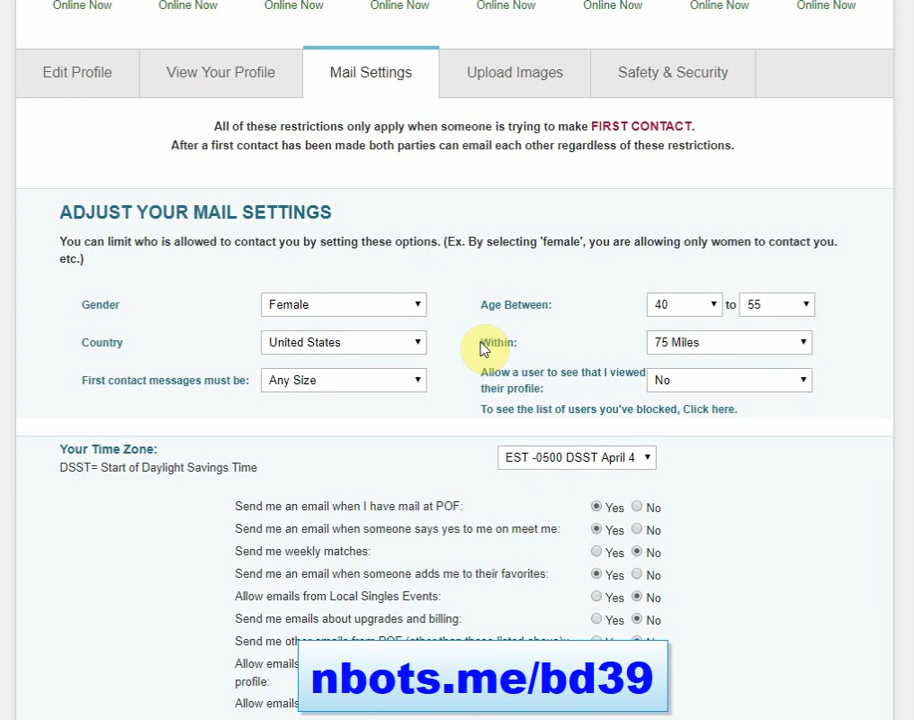 Online Now Online Now Online Now Online Now Online Now Online Now Online Now Online Now
Edit Profile View Your Profile Mail Settings Upload Images Safety & Security
All of these restrictions only apply when someone is trying to make FIRST CONTACT.
After a first contact has been made both parties can email each other regardless of these restrictions.
ADJUST YOUR MAIL SETTINGS
You can limit who is allowed to contact you by setting these options. (Ex. By selecting 'female', you are allowing only women to contact you.
etc.)
Gender Female Age Between: 40 to 55
Country United States Within: 75 Miles
First contact messages must be: Any Size Allow a user to see that I viewed
their profile: No
To see the list of users you've blocked, Click here.
Your Time Zone: EST -0500 DSST April 4
DSST= Start of Daylight Savings Time
Send me an email when I have mail at POF: Yes No
Send me an email when someone says yes to me on meet me: Yes No
Send me weekly matches: Yes No
Send me an email when someone adds me to their favorites: Yes No
Allow emails from Local Singles Events: Yes No
Send me emails about upgrades and billing: Yes No
Send me other emails from POF (other than those listed above):
Allow emails
profile:
Allow emails
nbots.me/bd39